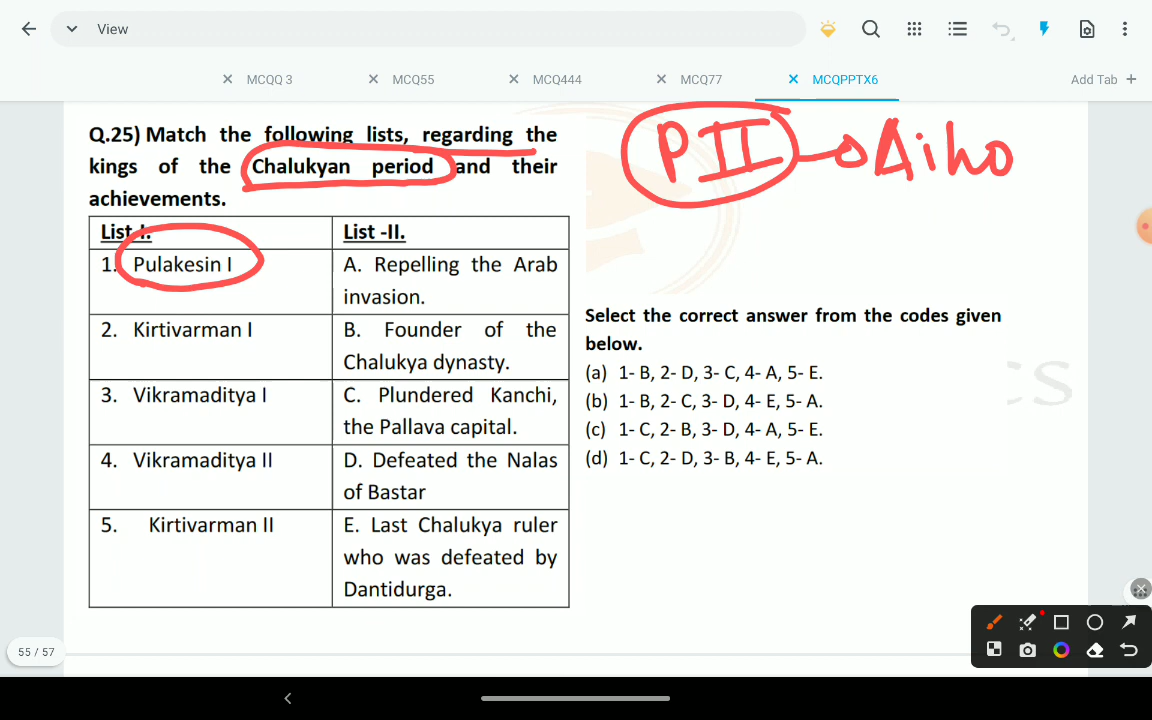 View
MCQQ 3
MCQ55
MCQ444
MCQ77
MCQPPTX6
Add Tab +
Q.25) Match the following lists, regarding the
kings of the Chalukyan period and their
achievements.
List-I.
List -II.
1. Pulakesin I
A. Repelling the Arab
invasion.
2. Kirtivarman I
B. Founder of the
Chalukya dynasty.
3. Vikramaditya I
C. Plundered Kanchi,
the Pallava capital.
4. Vikramaditya II
D. Defeated the Nalas
of Bastar
5. Kirtivarman II
E. Last Chalukya ruler
who was defeated by
Dantidurga.
PII Aiho
Select the correct answer from the codes given
below.
(a) 1- B, 2- D, 3- C, 4- A, 5- E.
(b) 1- B, 2- C, 3- D, 4- E, 5- A.
(c) 1- C, 2- B, 3- D, 4- A, 5- E.
(d) 1- C, 2- D, 3- B, 4- E, 5- A.
CS
55 / 57